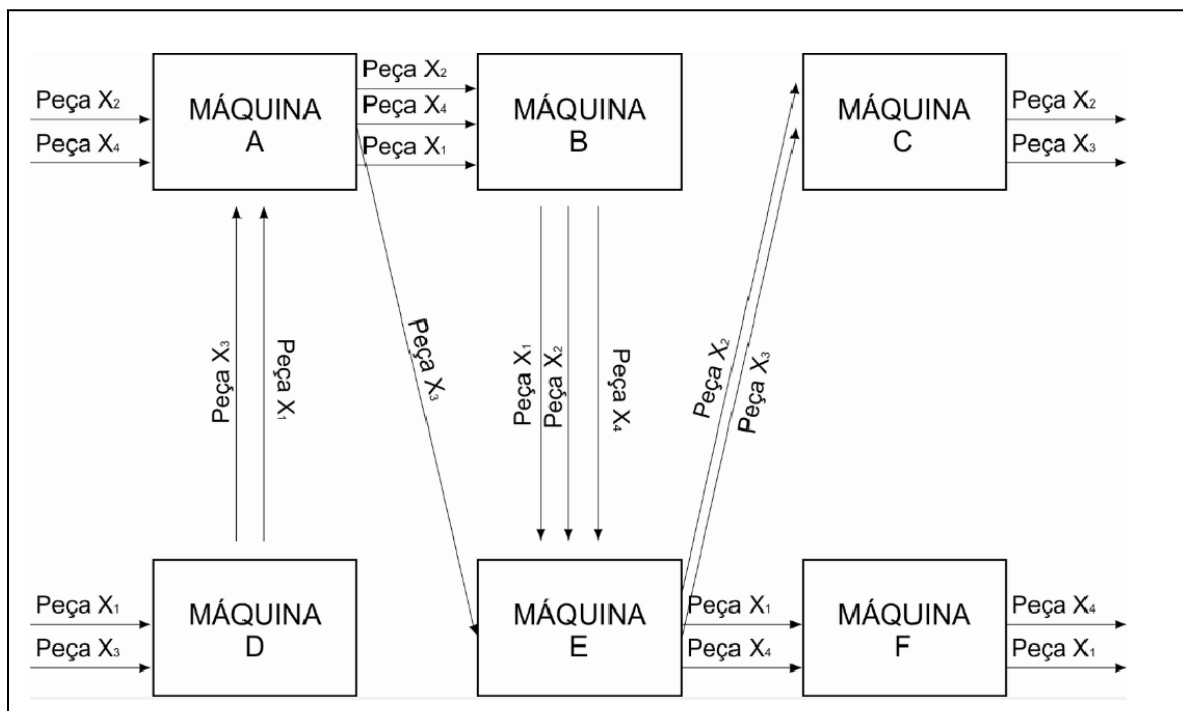 Peça X₂
Peça X₄
MÁQUINA
A
Peça X₂
Peça X₄
Peça X₁
MÁQUINA
B
MÁQUINA
C
Peça X₂
Peça X₃
Peça X₃
Peça X₁
Peça X₃
Peça X₁
Peça X₂
Peça X₄
Peça X₂
Peça X₃
Peça X₁
Peça X₃
MÁQUINA
D
MÁQUINA
E
Peça X₁
Peça X₄
MÁQUINA
F
Peça X₄
Peça X₁